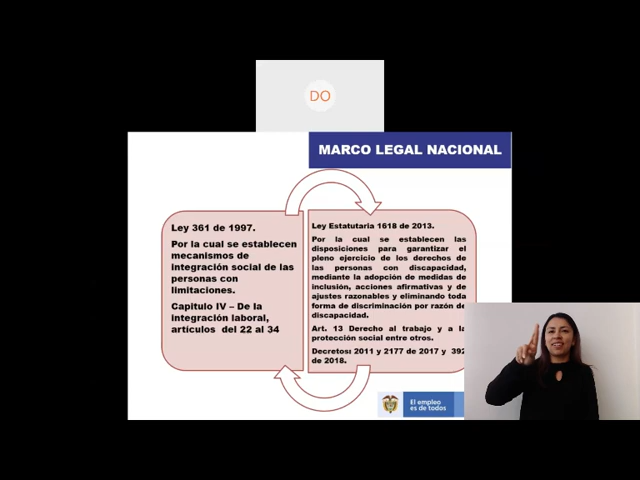 DO
MARCO LEGAL NACIONAL
Ley 361 de 1997.
Por la cual se establecen
mecanismos de
integración social de las
personas con
limitaciones.
Capitulo IV – De la
integración laboral,
artículos del 22 al 34
Ley Estatutaria 1618 de 2013.
Por la cual se establecen las
disposiciones para garantizar el
pleno ejercicio de los derechos de
las personas con discapacidad,
mediante la adopción de medidas de
inclusión, acciones afirmativas y de
ajustes razonables y eliminando toda
forma de discriminación por razón de
discapacidad.
Art. 13 Derecho al trabajo y a la
protección social entre otros.
Decretos: 2011 y 2177 de 2017 y 392
de 2018.
El empleo
es de todos